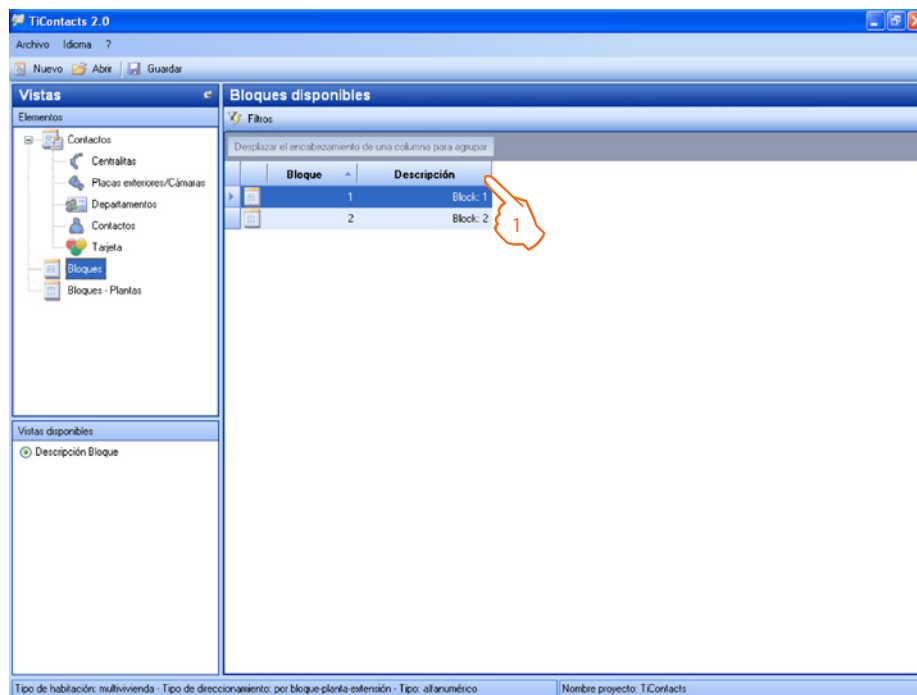 TiContacts 2.0
Archivo Idioma ?
Nuevo Abrir Guardar
Vistas
Elementos
Contactos
Centralitas
Placas exteriores/Cámaras
Departamentos
Contactos
Tarjeta
Bloques
Bloques - Plantas
Vistas disponibles
Descripción Bloque
Bloques disponibles
Filtros
Desplazar el encabezamiento de una columna para agrupar
Bloque Descripción
1 Block: 1
2 Block: 2
1
Tipo de habitación: multivivienda - Tipo de direccionamiento: por bloque-planta-extensión - Tipo: alfanumérico
Nombre proyecto: TiContacts